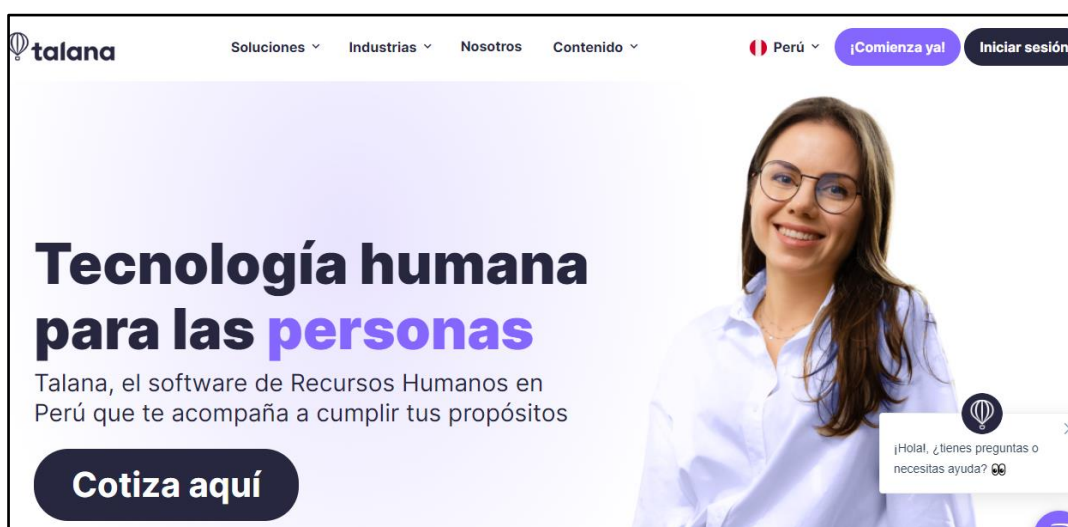 talana
Soluciones
Industrias
Nosotros
Contenido
Perú
¡Comienza ya!
Iniciar sesión
Tecnología humana
para las personas
Talana, el software de Recursos Humanos en
Perú que te acompaña a cumplir tus propósitos
Cotiza aquí
¡Hola!, ¿tienes preguntas o
necesitas ayuda? 👀